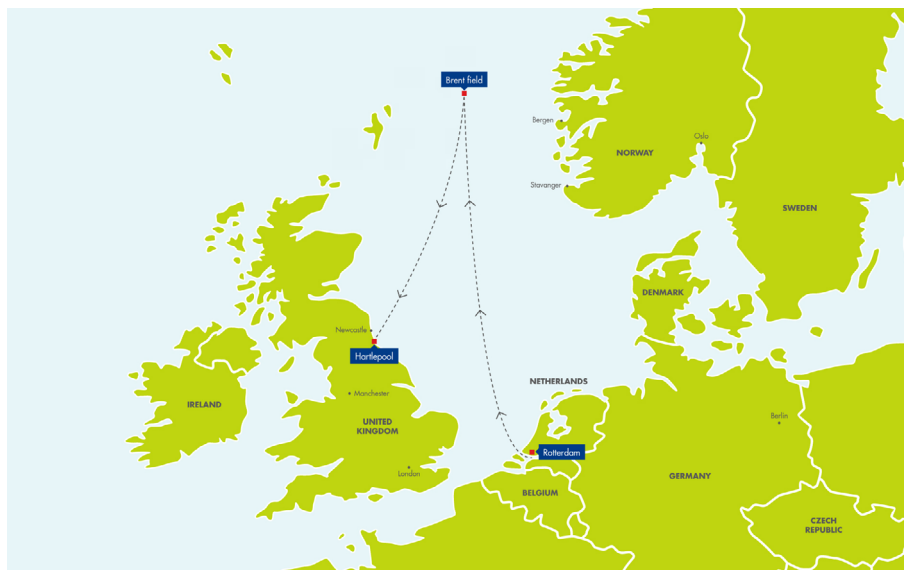 Brent field
Bergen
Oslo
NORWAY
Stavanger
SWEDEN
DENMARK
Newcastle
Hartlepool
NETHERLANDS
Manchester
IRELAND
UNITED
KINGDOM
Berlin
Rotterdam
London
GERMANY
BELGIUM
CZECH
REPUBLIC